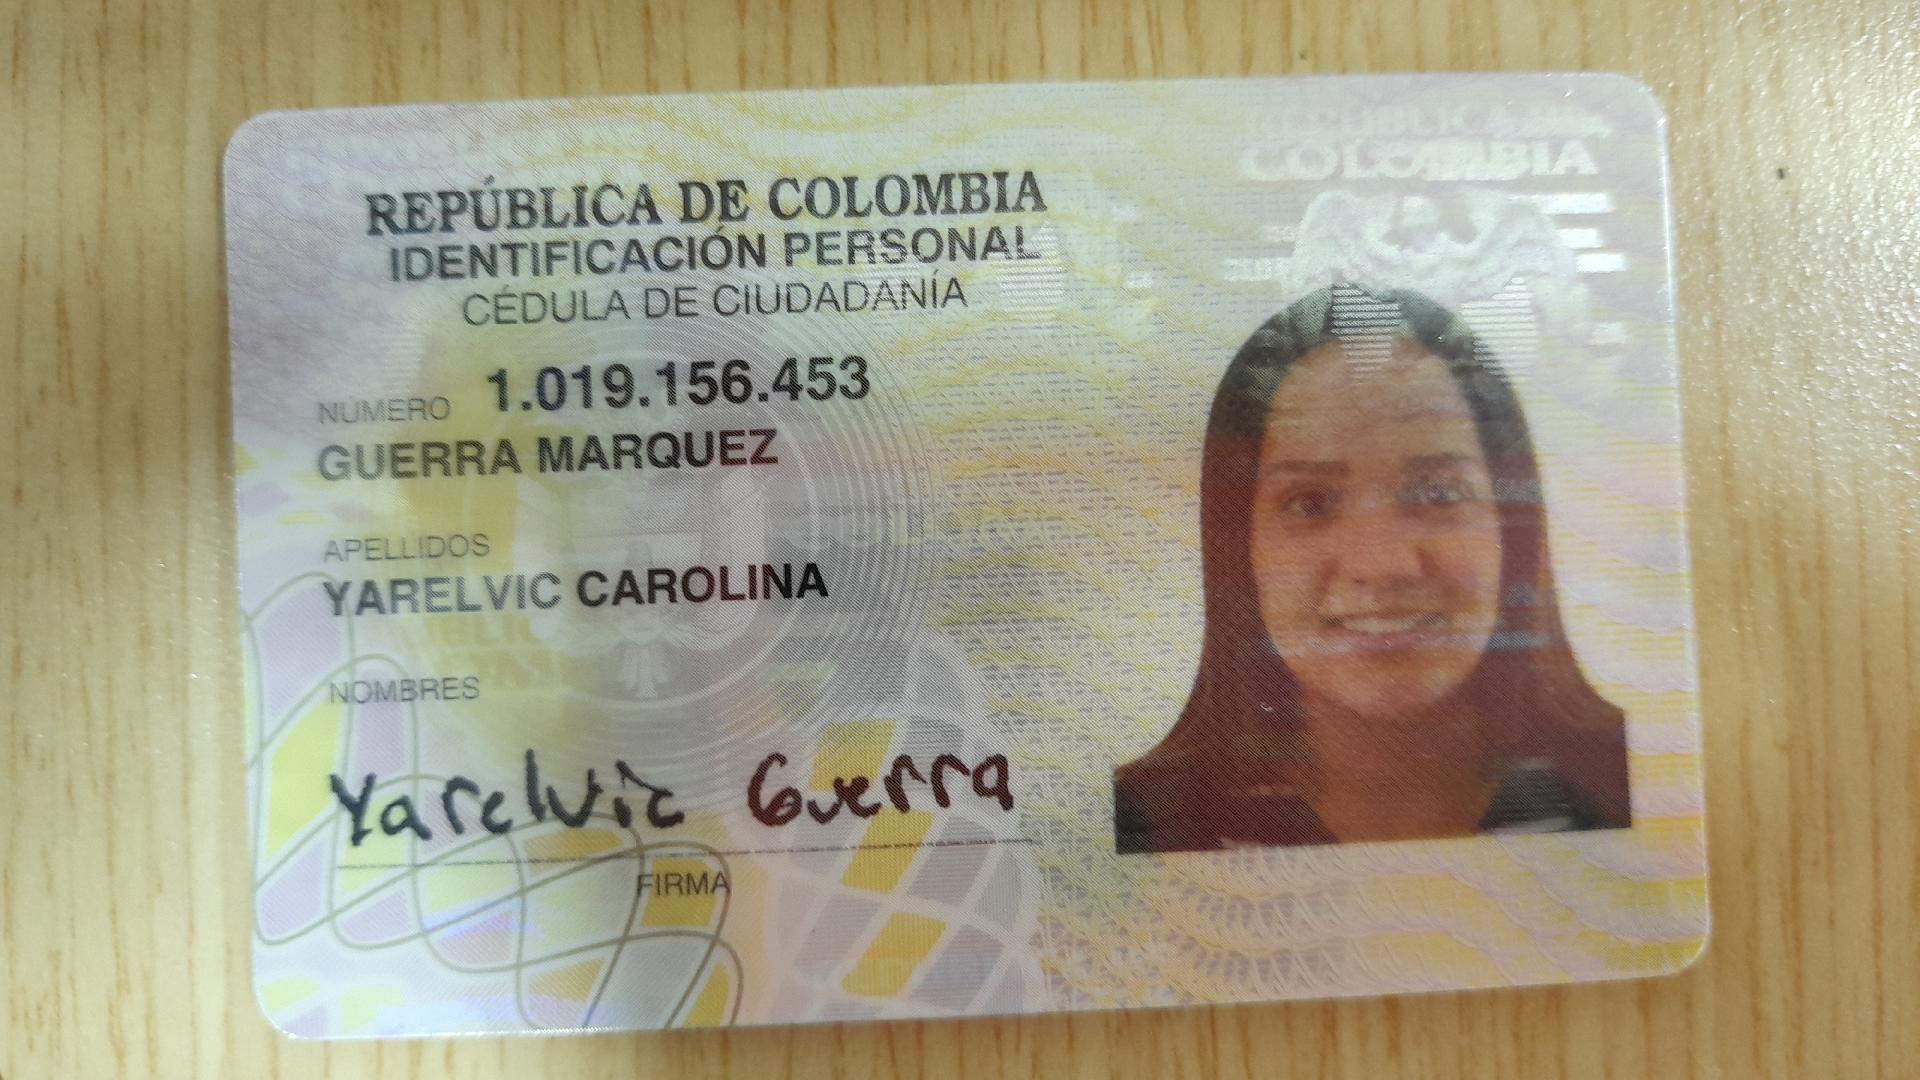 REPÚBLICA DE COLOMBIA
IDENTIFICACIÓN PERSONAL
CÉDULA DE CIUDADANÍA
NÚMERO 1.019.156.453
GUERRA MARQUEZ
APELLIDOS
YARELVIC CAROLINA
NOMBRES
Yarelvic Guerra
FIRMA
REPÚBLICA DE
COLOMBIA